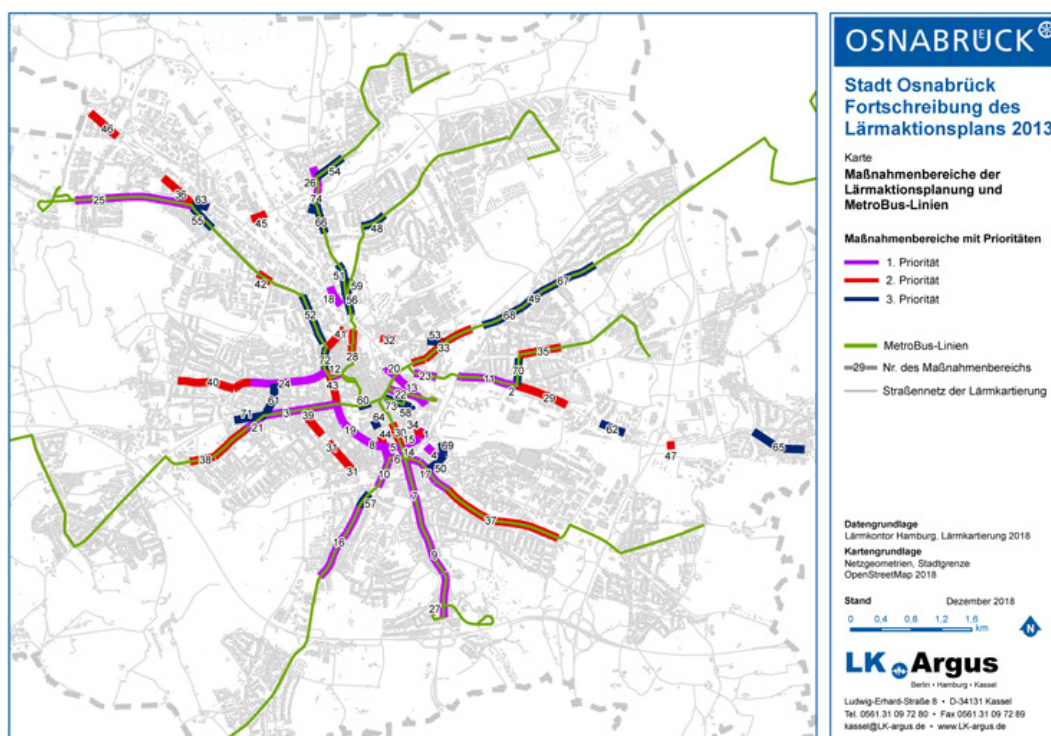 46
25
36
63
55
45
42
52
26
54
74
66
48
51
59
18
56
41
32
28
72
12
43
40
24
61
71
3
21
38
39
31
31
60
19
8
64
44
5
6
10
57
16
20
23
13
22
73
58
30
34
15
14
69
4
50
17
7
9
27
37
53
33
68
49
67
35
70
11
2
29
62
47
65
OSNABRÜCK
Stadt Osnabrück
Fortschreibung des
Lärmaktionsplans 2013
Karte
Maßnahmenbereiche der
Lärmaktionsplanung und
MetroBus-Linien
Maßnahmenbereiche mit Prioritäten
1. Priorität
2. Priorität
3. Priorität
MetroBus-Linien
29 Nr. des Maßnahmenbereichs
Straßennetz der Lärmkartierung
Datengrundlage
Lärmkontor Hamburg, Lärmkartierung 2018
Kartengrundlage
Netzgeometrien, Stadtgrenze
OpenStreetMap 2018
Stand Dezember 2018
0 0,4 0,8 1,2 1,6
km
N
LK Argus
Berlin • Hamburg • Kassel
Ludwig-Erhard-Straße 8 • D-34131 Kassel
Tel. 0561.31 09 72 80 • Fax 0561.31 09 72 89
kassel@LK-argus.de • www.LK-argus.de